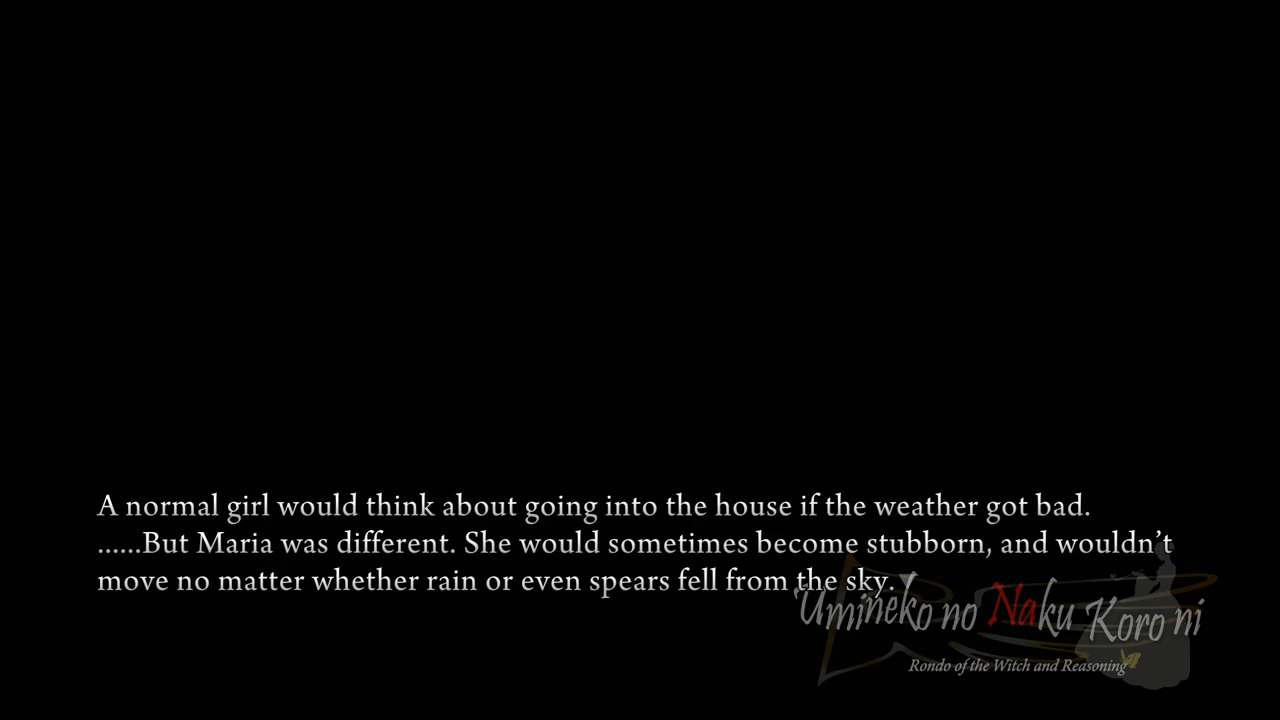 A normal girl would think about going into the house if the weather got bad.
......But Maria was different. She would sometimes become stubborn, and wouldn’t
move no matter whether rain or even spears fell from the sky.
Umineko no Naku Koro ni
Rondo of the Witch and Reasoning